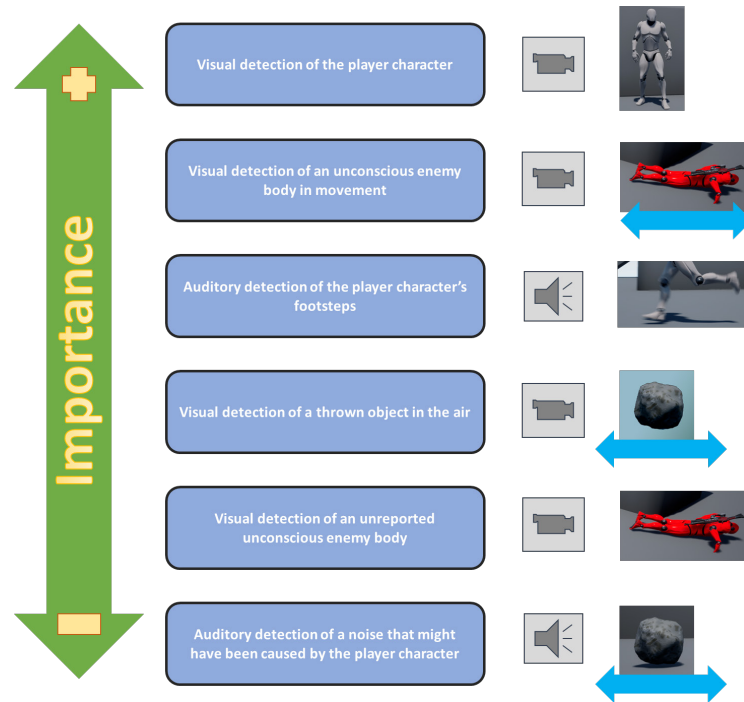 Importance
Visual detection of the player character
Visual detection of an unconscious enemy
body in movement
Auditory detection of the player character's
footsteps
Visual detection of a thrown object in the air
Visual detection of an unreported
unconscious enemy body
Auditory detection of a noise that might
have been caused by the player character